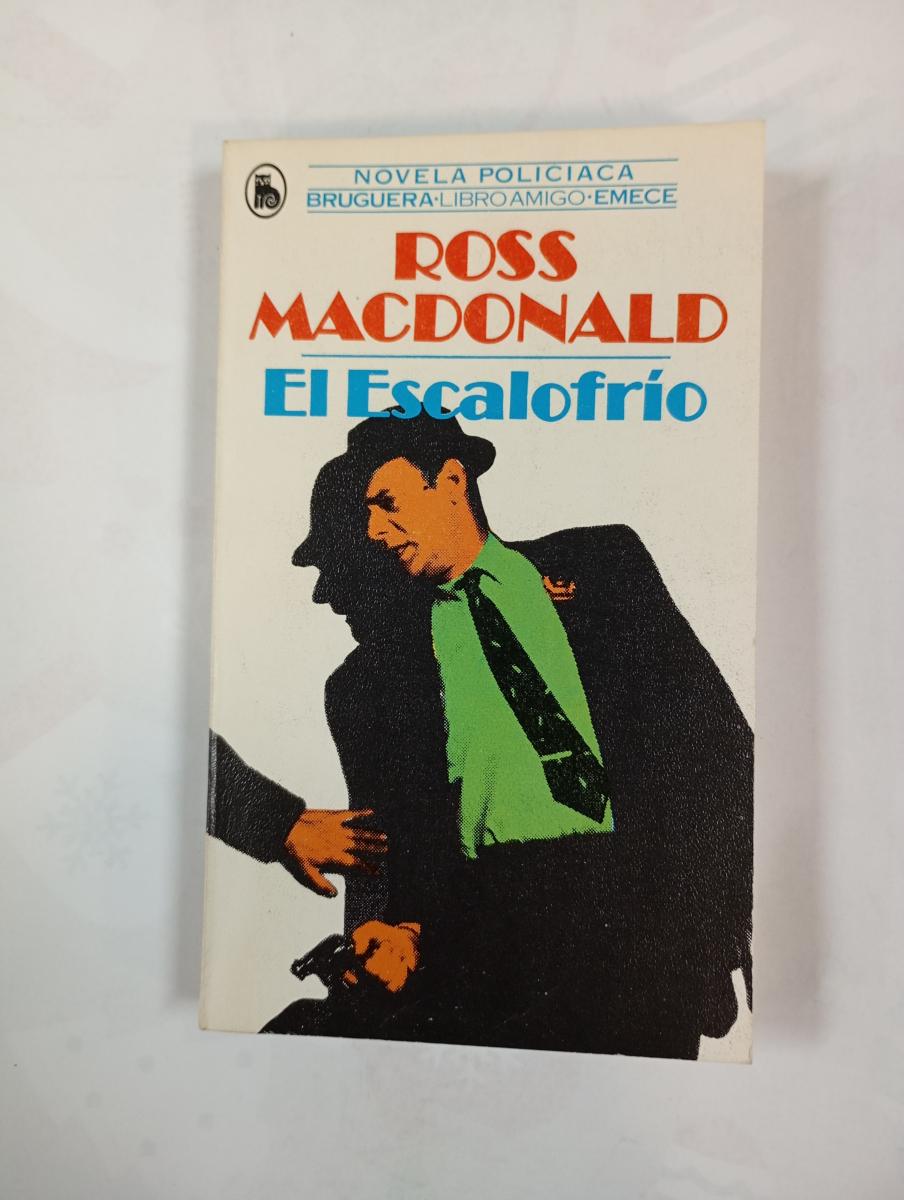 NOVELA POLICIACA
BRUGUERA·LIBRO AMIGO·EMECE
ROSS
MACDONALD
El Escalofrío